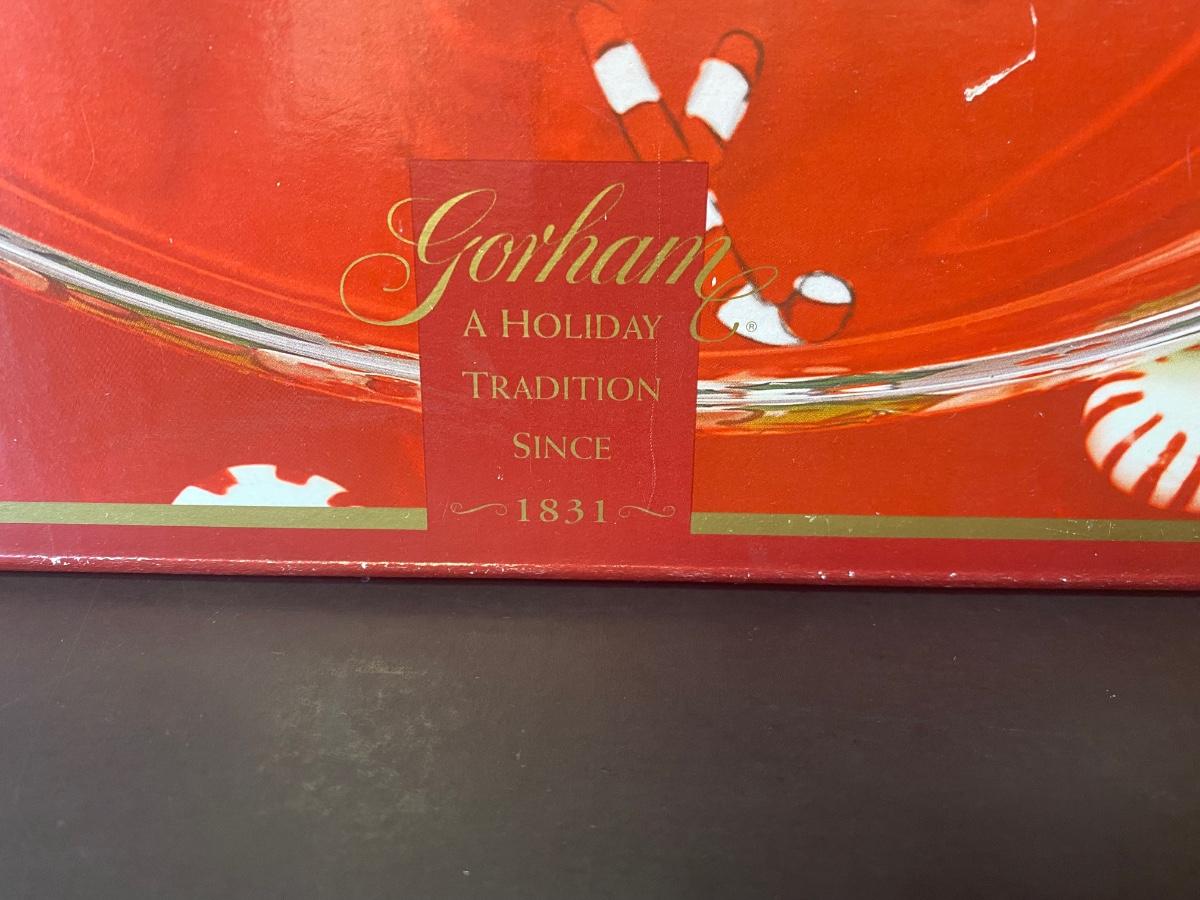 Gorham®
A HOLIDAY
TRADITION
SINCE
1831